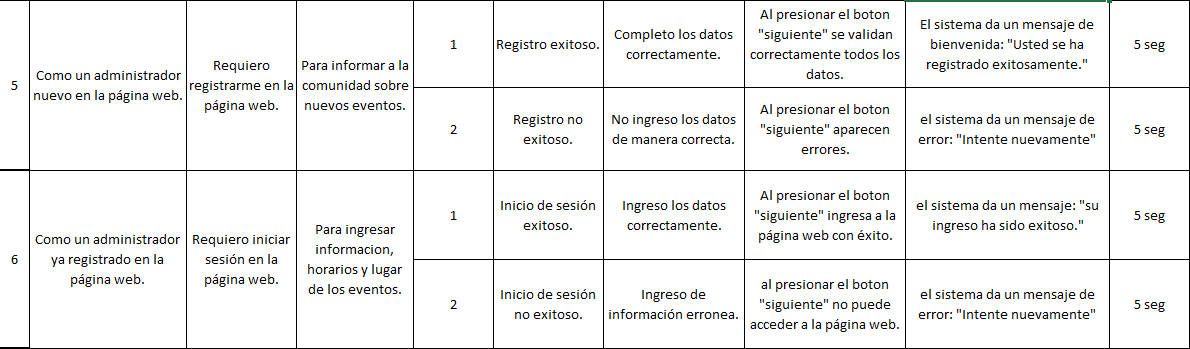 5
Como un administrador
nuevo en la página web.
Requiero
registrarme en la
página web.
Para informar a la
comunidad sobre
nuevos eventos.
1
Registro exitoso.
Completo los datos
correctamente.
Al presionar el boton
"siguiente" se validan
correctamente todos los
datos.
El sistema da un mensaje de
bienvenida: "Usted se ha
registrado exitosamente."
5 seg
2
Registro no
exitoso.
No ingreso los datos
de manera correcta.
Al presionar el boton
"siguiente" aparecen
errores.
el sistema da un mensaje de
error: "Intente nuevamente"
5 seg
6
Como un administrador
ya registrado en la
página web.
Requiero iniciar
sesión en la
página web.
Para ingresar
informacion,
horarios y lugar
de los eventos.
1
Inicio de sesión
exitoso.
Ingreso los datos
correctamente.
Al presionar el boton
"siguiente" ingresa a la
página web con éxito.
el sistema da un mensaje: "su
ingreso ha sido exitoso."
5 seg
2
Inicio de sesión
no exitoso.
Ingreso de
información erronea.
al presionar el boton
"siguiente" no puede
acceder a la página web.
el sistema da un mensaje de
error: "Intente nuevamente"
5 seg